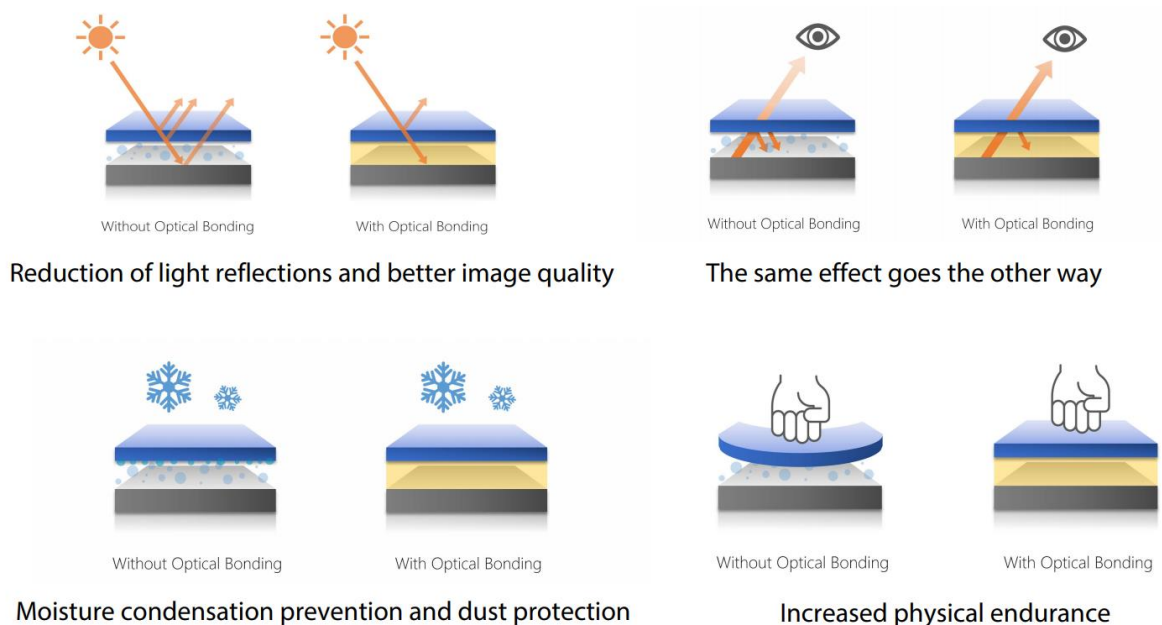 Without Optical Bonding
With Optical Bonding
Reduction of light reflections and better image quality
Without Optical Bonding
With Optical Bonding
The same effect goes the other way
Without Optical Bonding
With Optical Bonding
Moisture condensation prevention and dust protection
Without Optical Bonding
With Optical Bonding
Increased physical endurance